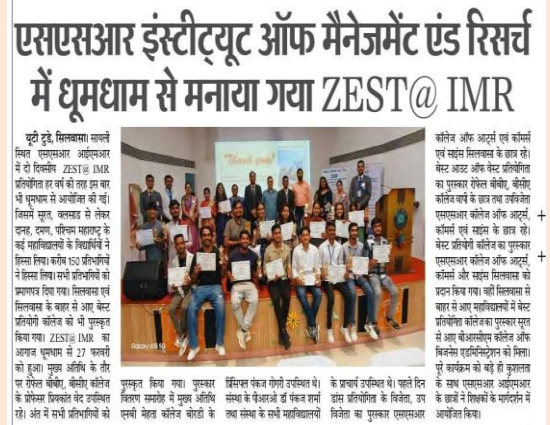 एसएसआर इंस्टीट्यूट ऑफ मैनेजमेंट एंड रिसर्च
में धूमधाम से मनाया गया ZEST@ IMR
यूटी टुडे, सिलवासा। सायली
स्थित एसएसआर आईएमआर
में दो दिवसीय ZEST@ IMR
प्रतियोगिता हर वर्ष की तरह इस बार
भी धूमधाम से आयोजित की गई।
जिसमें सूरत, वलसाड से लेकर
दानह, दमण, पश्चिम महाराष्ट्र के
कई महाविद्यालयों के विद्यार्थियों ने
हिस्सा लिया। करीब 150 प्रतिभागियों
ने हिस्सा लिया। सभी प्रतिभागियों को
प्रमाणपत्र दिया गया। सिलवासा एवं
सिलवासा के बाहर से आए बेस्ट
प्रतियोगी कॉलेज को भी पुरस्कृत
किया गया। ZEST@ IMR का
आगाज धूमधाम से 27 फरवरी
को हुआ। मुख्य अतिथि के तौर
पर रोफेल बीबीए, बीसीए कॉलेज
के प्रोफेसर प्रियकांत वेद उपस्थित
रहे। अंत में सभी प्रतिभागियों को
Thank you!
Galaxy
पुरस्कृत किया गया। पुरस्कार
वितरण समारोह में मुख्य अतिथि
एनबी मेहता कॉलेज बोरडी के
प्रिंसिपल पंकज गोगरी उपस्थित थे।
संस्था के पीआरओ डॉ पंकज शर्मा
तथा संस्था के सभी महाविद्यालयों
के प्राचार्य उपस्थित थे। पहले दिन
डांस प्रतियोगिता के विजेता, उप
विजेता का पुरस्कार एसएसआर
कॉलेज ऑफ आर्ट्स एवं कॉमर्स
एवं साइंस सिलवासा के छात्र रहे।
बेस्ट आउट ऑफ बेस्ट प्रतियोगिता
का पुरस्कार रोफेल बीबीए, बीसीए
कॉलेज वापी के छात्र तथा उपविजेता
एसएसआर कॉलेज ऑफ आर्ट्स,
कॉमर्स एवं साइंस के छात्र रहे।
बेस्ट प्रतियोगी कॉलेज का पुरस्कार
एसएसआर कॉलेज ऑफ आर्ट्स,
कॉमर्स और साइंस सिलवासा को
प्रदान किया गया। वहीं सिलवासा से
बाहर से आए महाविद्यालयों में बेस्ट
प्रतियोगिता कॉलेज का पुरस्कार सूरत
से आए बीआरसीएम कॉलेज ऑफ
बिजनेस एडमिनिस्ट्रेशन को मिला।
पूरे कार्यक्रम को बड़े ही कुशलता
के साथ एसएसआर आईएमआर
के छात्रों ने शिक्षकों के मार्गदर्शन में
आयोजित किया।